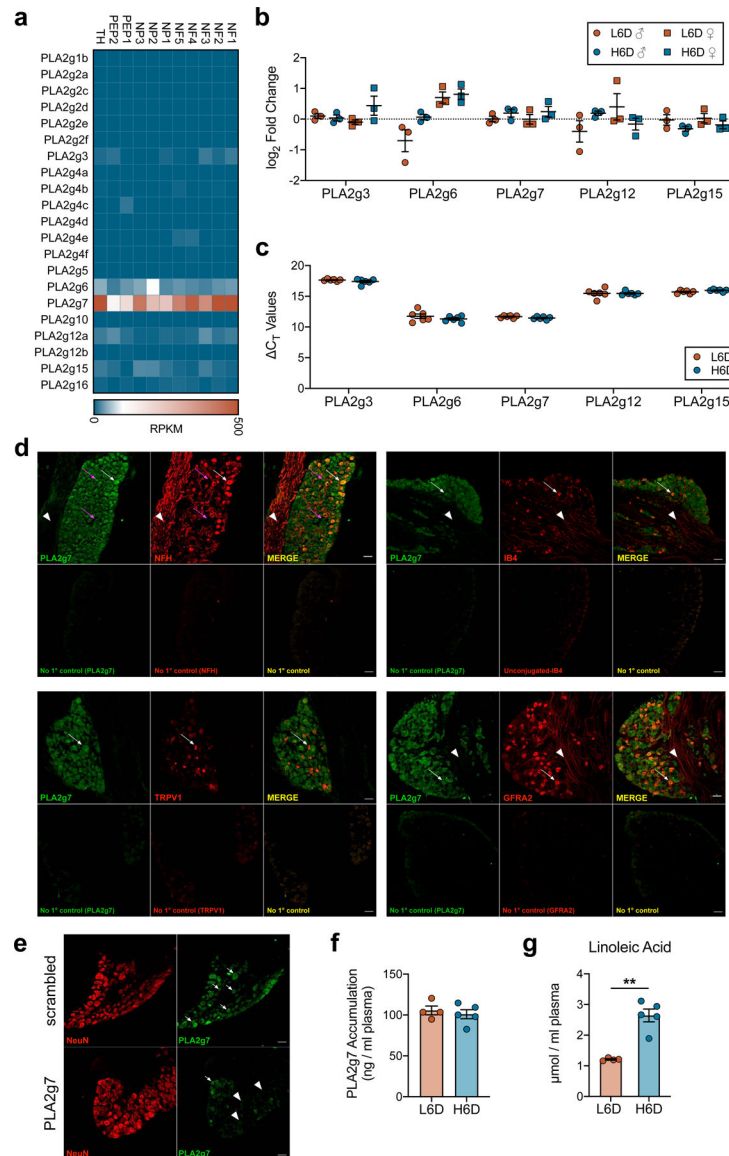 a
TH PEP2 PEP1 NP3 NP2 NP1 NF5 NF4 NF3 NF2 NF1
PLA2g1b
PLA2g2a
PLA2g2c
PLA2g2d
PLA2g2e
PLA2g2f
PLA2g3
PLA2g4a
PLA2g4b
PLA2g4c
PLA2g4d
PLA2g4e
PLA2g4f
PLA2g5
PLA2g6
PLA2g7
PLA2g10
PLA2g12a
PLA2g12b
PLA2g15
PLA2g16
0 500
RPKM
b
L6D ♂ L6D ♀
H6D ♂ H6D ♀
log2 Fold Change
2
1
0
-1
-2
PLA2g3 PLA2g6 PLA2g7 PLA2g12 PLA2g15
c
ΔCT Values
20
15
10
5
0
L6D
H6D
PLA2g3 PLA2g6 PLA2g7 PLA2g12 PLA2g15
d
PLA2g7 NFH MERGE
No 1° control (PLA2g7) No 1° control (NFH) No 1° control
PLA2g7 IB4 MERGE
No 1° control (PLA2g7) Unconjugated-IB4 No 1° control
PLA2g7 TRPV1 MERGE
No 1° control (PLA2g7) No 1° control (TRPV1) No 1° control
PLA2g7 GFRA2 MERGE
No 1° control (PLA2g7) No 1° control (GFRA2) No 1° control
e
scrambled
NeuN PLA2g7
PLA2g7
NeuN PLA2g7
f
PLA2g7 Accumulation
(ng / ml plasma)
150
100
50
0
L6D H6D
g
Linoleic Acid
**
μmol / ml plasma
4
3
2
1
0
L6D H6D